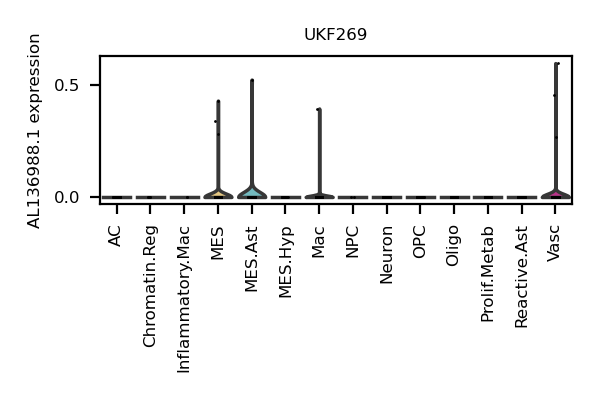 UKF269
AL136988.1 expression
0.5
0.0
AC
Chromatin.Reg
Inflammatory.Mac
MES
MES.Ast
MES.Hyp
Mac
NPC
Neuron
OPC
Oligo
Prolif.Metab
Reactive.Ast
Vasc